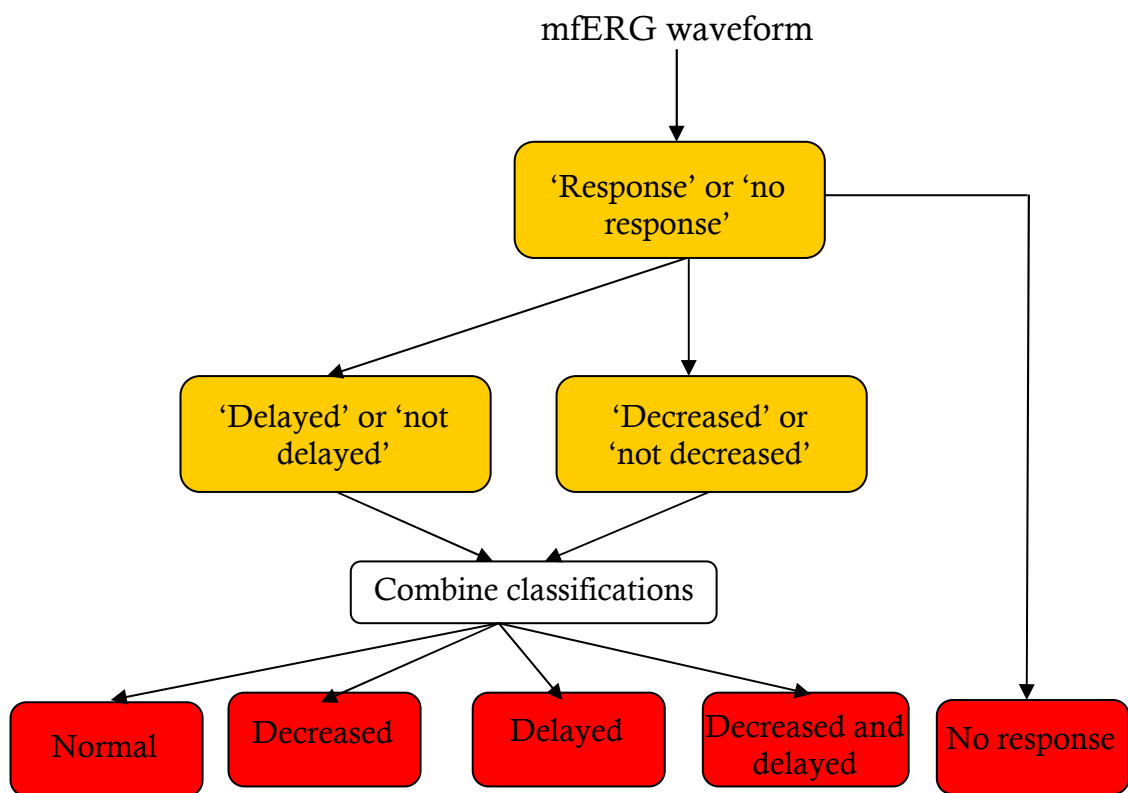 mfERG waveform
‘Response’ or ‘no
response’
‘Delayed’ or ‘not
delayed’
‘Decreased’ or
‘not decreased’
Combine classifications
Normal
Decreased
Delayed
Decreased and
delayed
No response